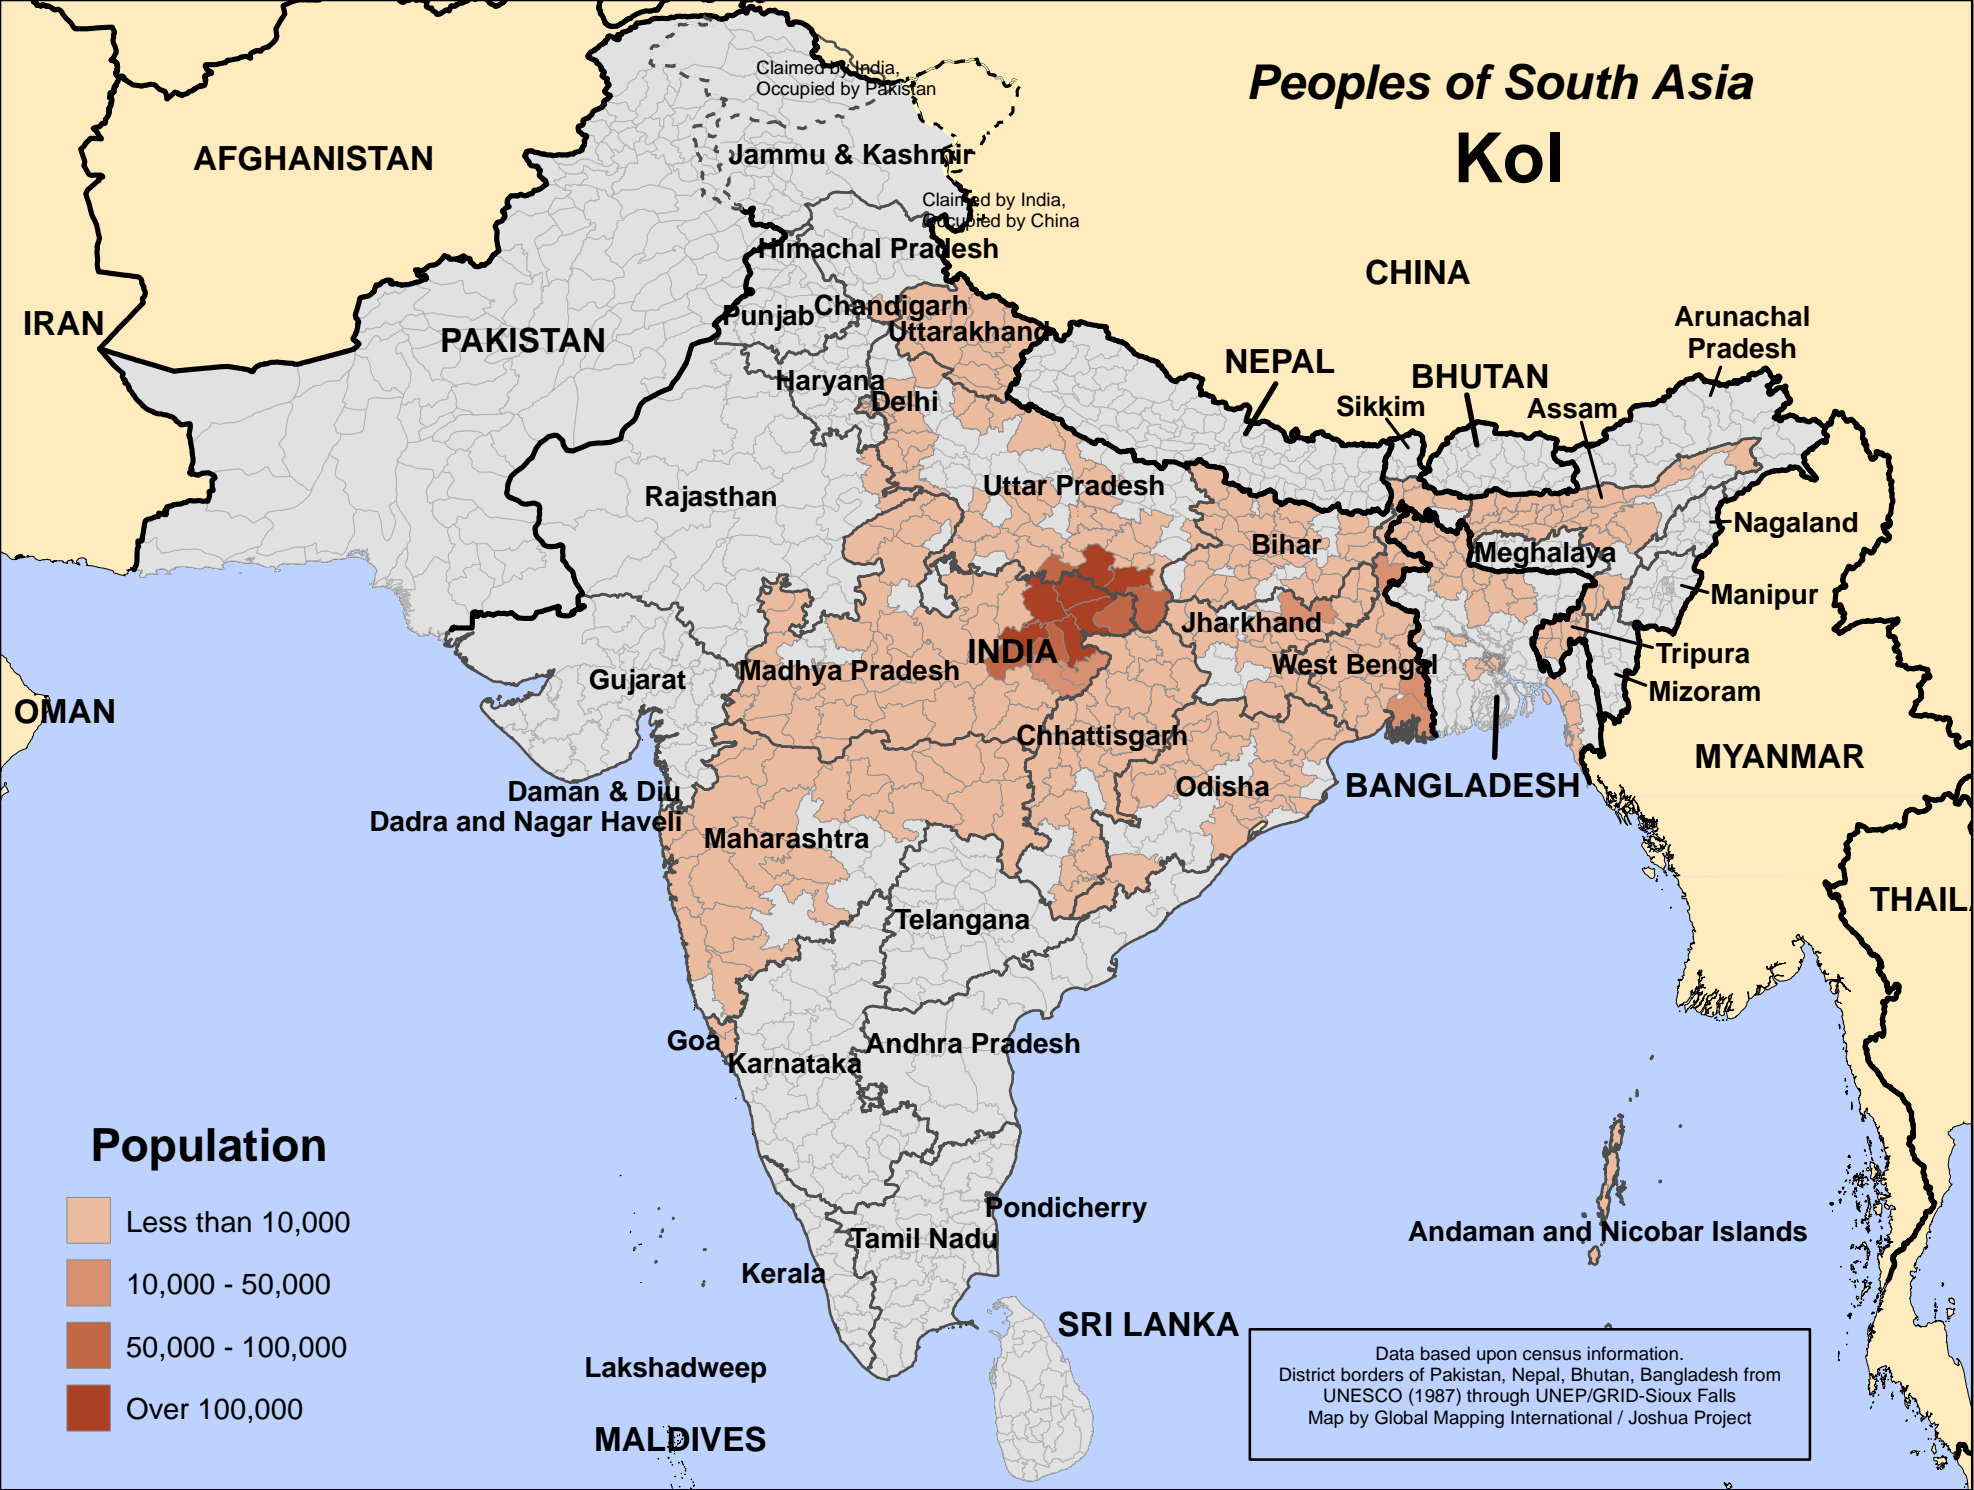 Peoples of South Asia
Kol
Claimed by India,
Occupied by Pakistan
AFGHANISTAN
Jammu & Kashmir
Claimed by India,
Occupied by China
Himachal Pradesh
CHINA
IRAN
PAKISTAN
Punjab
Chandigarh
Uttarakhand
Arunachal
Pradesh
NEPAL
BHUTAN
Haryana
Delhi
Sikkim
Assam
Rajasthan
Uttar Pradesh
Nagaland
Bihar
Meghalaya
Manipur
Jharkhand
INDIA
Tripura
Madhya Pradesh
West Bengal
Gujarat
Mizoram
OMAN
Chhattisgarh
MYANMAR
Odisha
BANGLADESH
Daman & Diu
Dadra and Nagar Haveli
Maharashtra
THAIL
Telangana
Goa
Andhra Pradesh
Karnataka
Population
Less than 10,000
10,000 - 50,000
50,000 - 100,000
Over 100,000
Pondicherry
Andaman and Nicobar Islands
Tamil Nadu
Kerala
SRI LANKA
Lakshadweep
MALDIVES
Data based upon census information.
District borders of Pakistan, Nepal, Bhutan, Bangladesh from
UNESCO (1987) through UNEP/GRID-Sioux Falls
Map by Global Mapping International / Joshua Project